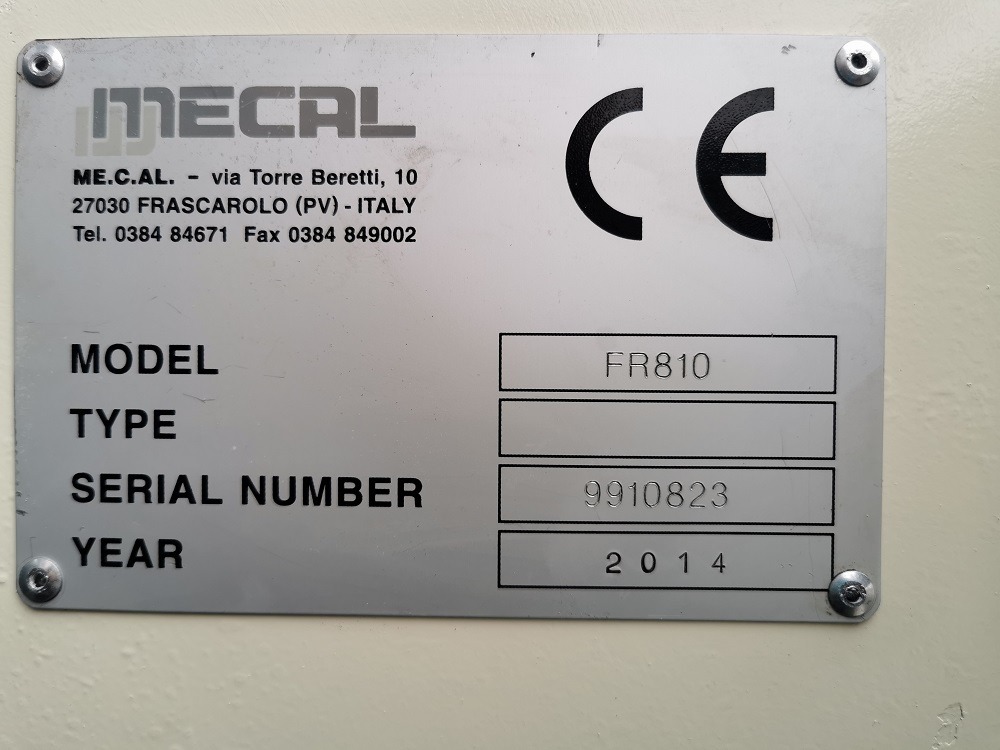 MECAL
CE
ME.C.AL. - via Torre Beretti, 10
27030 FRASCAROLO (PV) - ITALY
Tel. 0384 84671 Fax 0384 849002
MODEL FR810
TYPE
SERIAL NUMBER 9910823
YEAR 2014